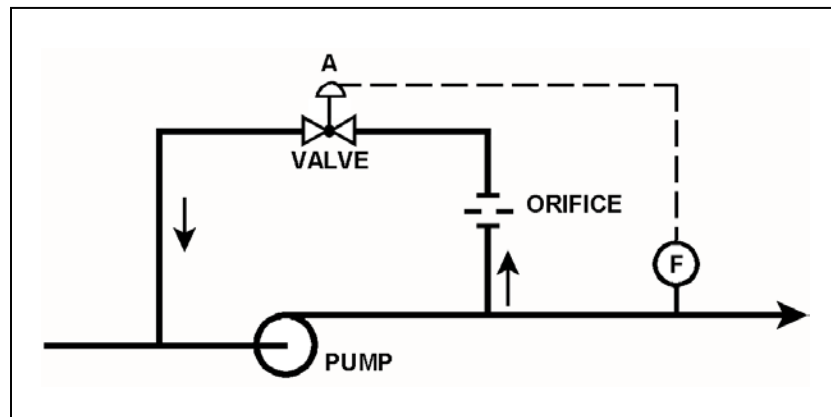 A
VALVE
ORIFICE
F
PUMP